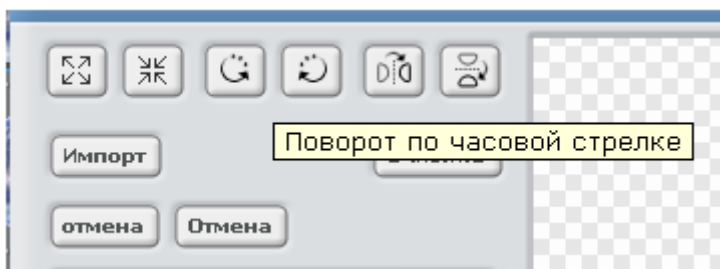 Поворот по часовой стрелке
Импорт
отмена Отмена